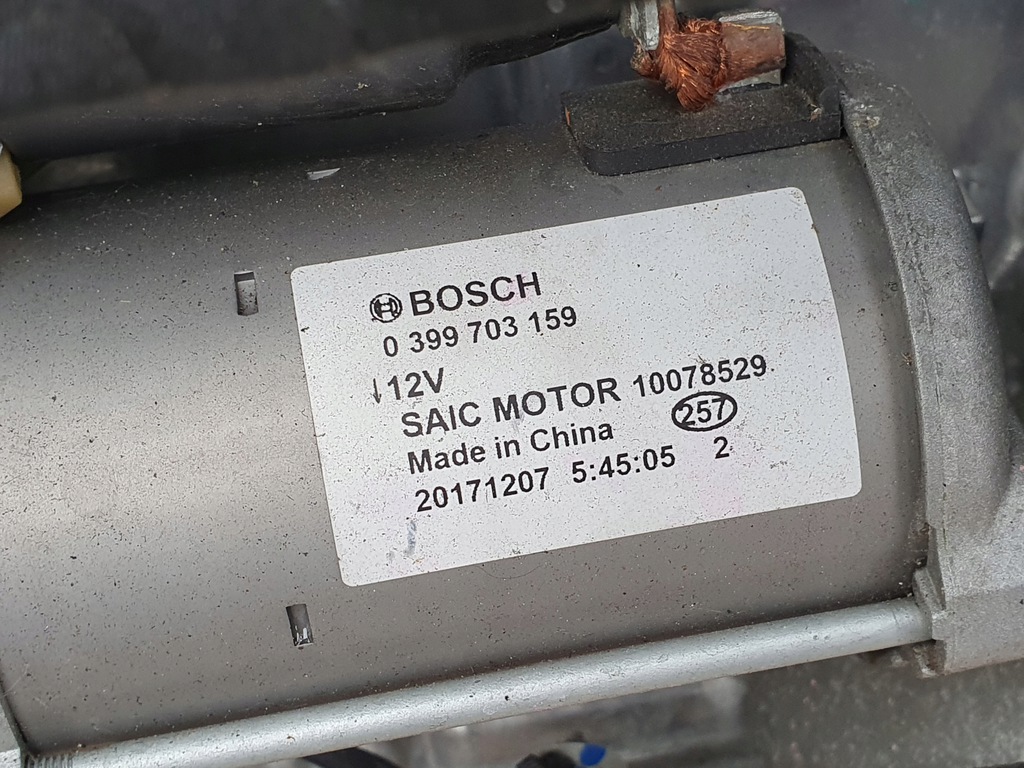 BOSCH
0 399 703 159
↓12V
SAIC MOTOR 10078529
Made in China 257
20171207 5:45:05 2